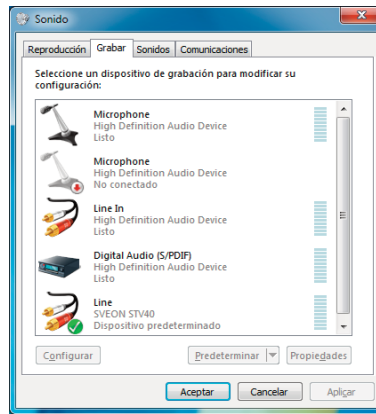 Sonido
Reproducción Grabar Sonidos Comunicaciones
Seleccione un dispositivo de grabación para modificar su
configuración:
Microphone
High Definition Audio Device
Listo
Microphone
High Definition Audio Device
No conectado
Line In
High Definition Audio Device
Listo
Digital Audio (S/PDIF)
High Definition Audio Device
Listo
Line
SVEON STV40
Dispositivo predeterminado
Configurar Predeterminar Propiedades
Aceptar Cancelar Aplicar